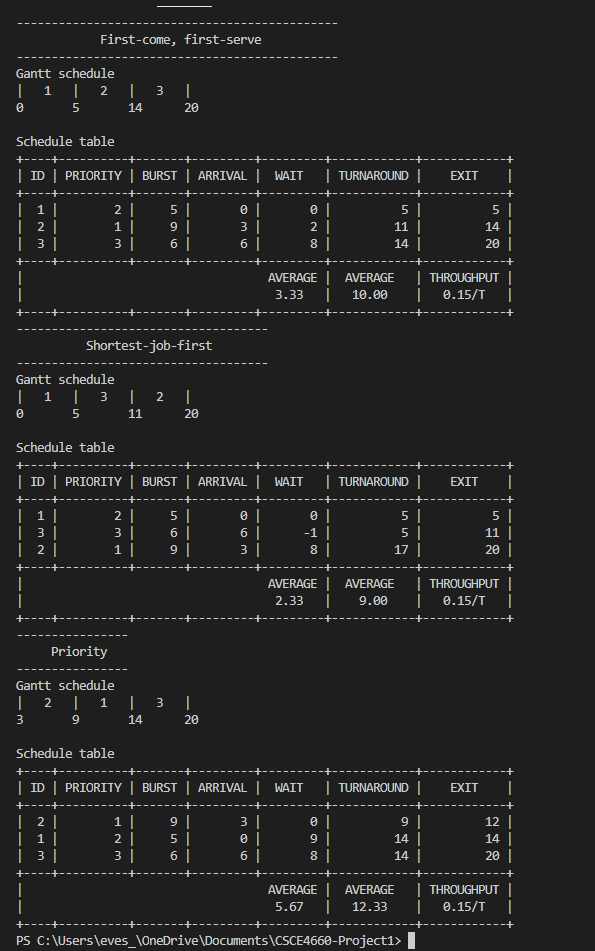 ----------------------------------------------
            First-come, first-serve
----------------------------------------------
Gantt schedule
|   1   |   2   |   3   |
0       5       14      20
Schedule table
+----+----------+-------+---------+---------+------------+------------+
| ID | PRIORITY | BURST | ARRIVAL |  WAIT   | TURNAROUND |    EXIT    |
+----+----------+-------+---------+---------+------------+------------+
|  1 |        2 |     5 |       0 |       0 |          5 |          5 |
|  2 |        1 |     9 |       3 |       2 |         11 |         14 |
|  3 |        3 |     6 |       6 |       8 |         14 |         20 |
+----+----------+-------+---------+---------+------------+------------+
|                                   AVERAGE |  AVERAGE   | THROUGHPUT |
|                                    3.33   |   10.00    |   0.15/T   |
+----+----------+-------+---------+---------+------------+------------+
------------------------------------
          Shortest-job-first
------------------------------------
Gantt schedule
|   1   |   3   |   2   |
0       5       11      20
Schedule table
+----+----------+-------+---------+---------+------------+------------+
| ID | PRIORITY | BURST | ARRIVAL |  WAIT   | TURNAROUND |    EXIT    |
+----+----------+-------+---------+---------+------------+------------+
|  1 |        2 |     5 |       0 |       0 |          5 |          5 |
|  3 |        3 |     6 |       6 |      -1 |          5 |         11 |
|  2 |        1 |     9 |       3 |       8 |         17 |         20 |
+----+----------+-------+---------+---------+------------+------------+
|                                   AVERAGE |  AVERAGE   | THROUGHPUT |
|                                    2.33   |    9.00    |   0.15/T   |
+----+----------+-------+---------+---------+------------+------------+
----------------
     Priority
----------------
Gantt schedule
|   2   |   1   |   3   |
3       9       14      20
Schedule table
+----+----------+-------+---------+---------+------------+------------+
| ID | PRIORITY | BURST | ARRIVAL |  WAIT   | TURNAROUND |    EXIT    |
+----+----------+-------+---------+---------+------------+------------+
|  2 |        1 |     9 |       3 |       0 |          9 |         12 |
|  1 |        2 |     5 |       0 |       9 |         14 |         14 |
|  3 |        3 |     6 |       6 |       8 |         14 |         20 |
+----+----------+-------+---------+---------+------------+------------+
|                                   AVERAGE |  AVERAGE   | THROUGHPUT |
|                                    5.67   |   12.33    |   0.15/T   |
+----+----------+-------+---------+---------+------------+------------+
PS C:\Users\eves_\OneDrive\Documents\CSCE4660-Project1>